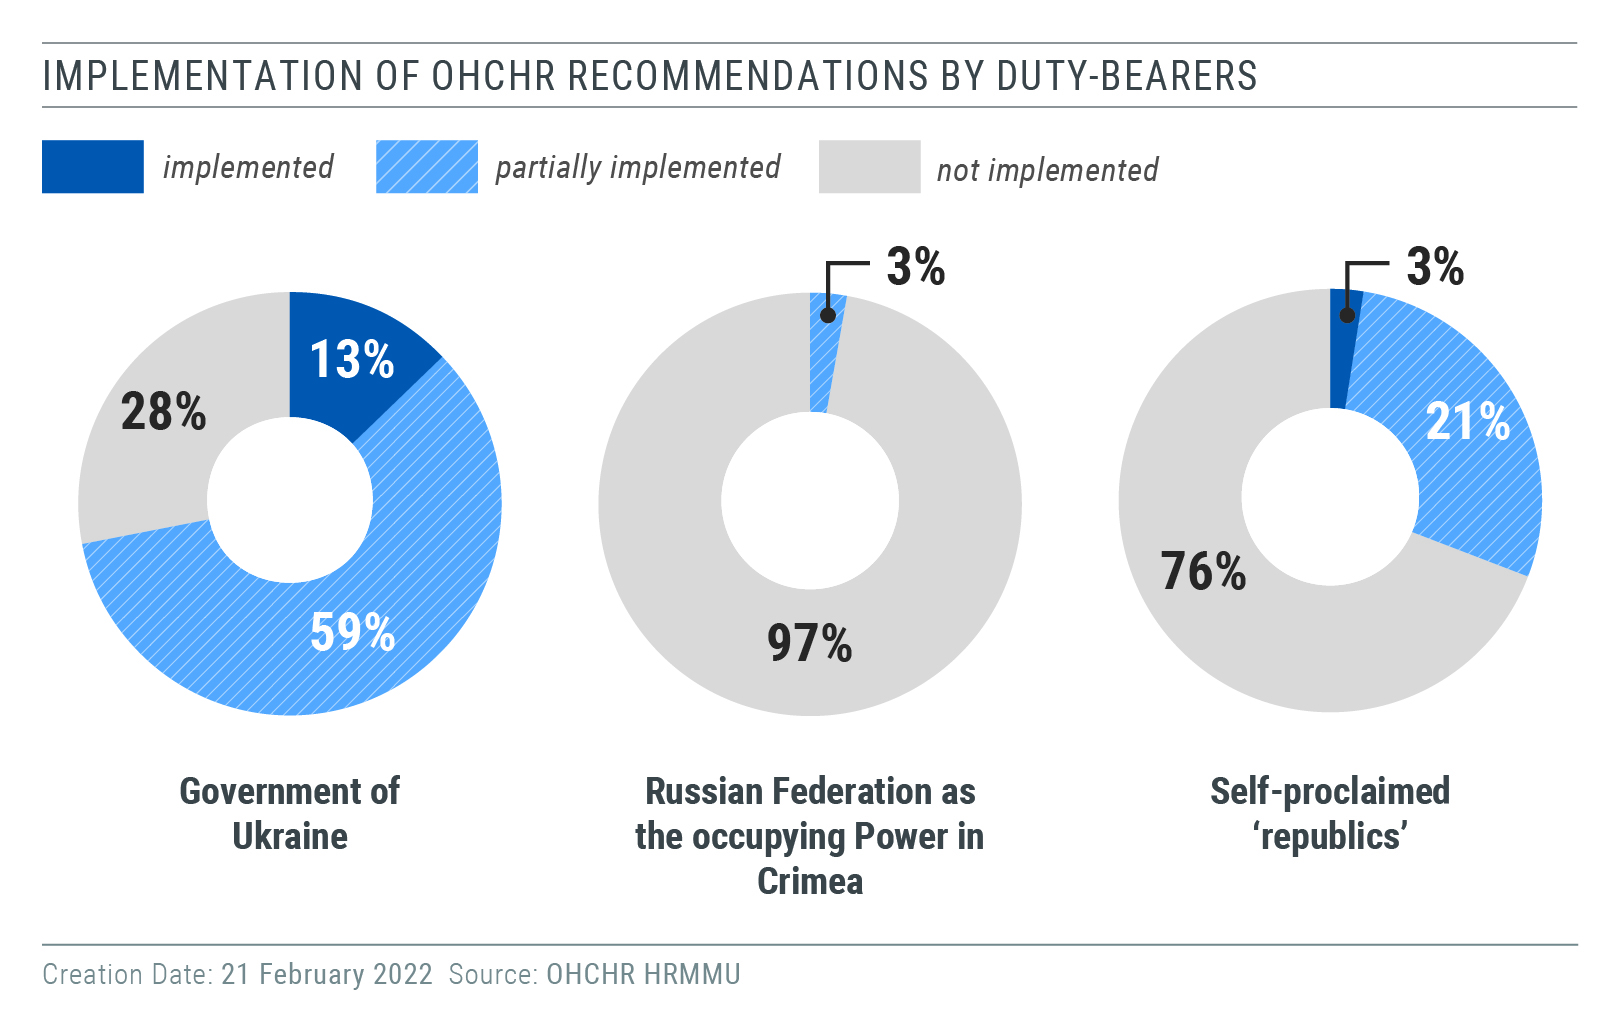 IMPLEMENTATION OF OHCHR RECOMMENDATIONS BY DUTY-BEARERS
implemented
partially implemented
not implemented
13%
28%
59%
3%
97%
3%
21%
76%
Government of
Ukraine
Russian Federation as
the occupying Power in
Crimea
Self-proclaimed
‘republics’
Creation Date: 21 February 2022 Source: OHCHR HRMMU